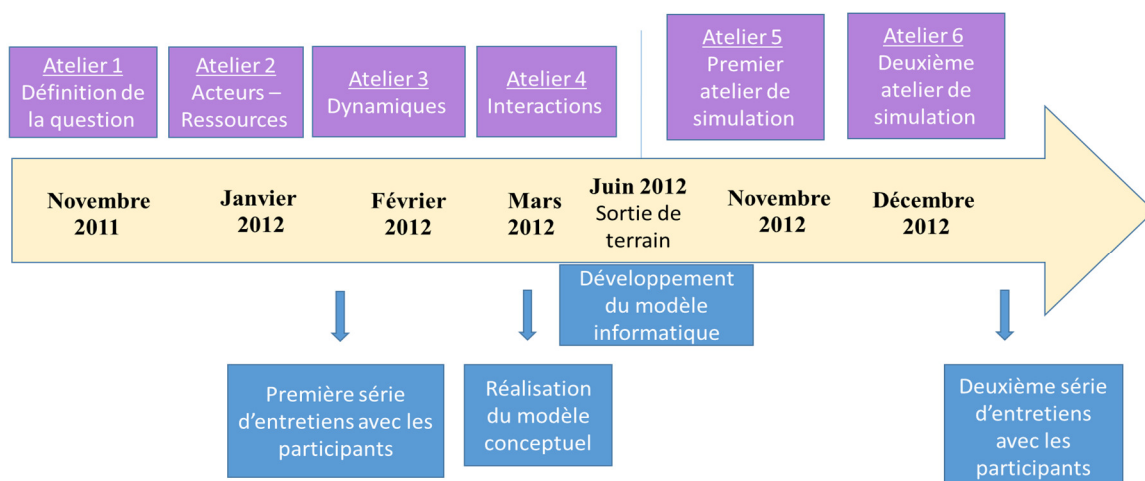 Atelier 1
Définition de
la question
Atelier 2
Acteurs –
Ressources
Atelier 3
Dynamiques
Atelier 4
Interactions
Atelier 5
Premier
atelier de
simulation
Atelier 6
Deuxième
atelier de
simulation
Novembre
2011
Janvier
2012
Février
2012
Mars
2012
Juin 2012
Sortie de
terrain
Novembre
2012
Décembre
2012
Développement
du modèle
informatique
Première série
d'entretiens avec les
participants
Réalisation
du modèle
conceptuel
Deuxième série
d'entretiens
avec les
participants